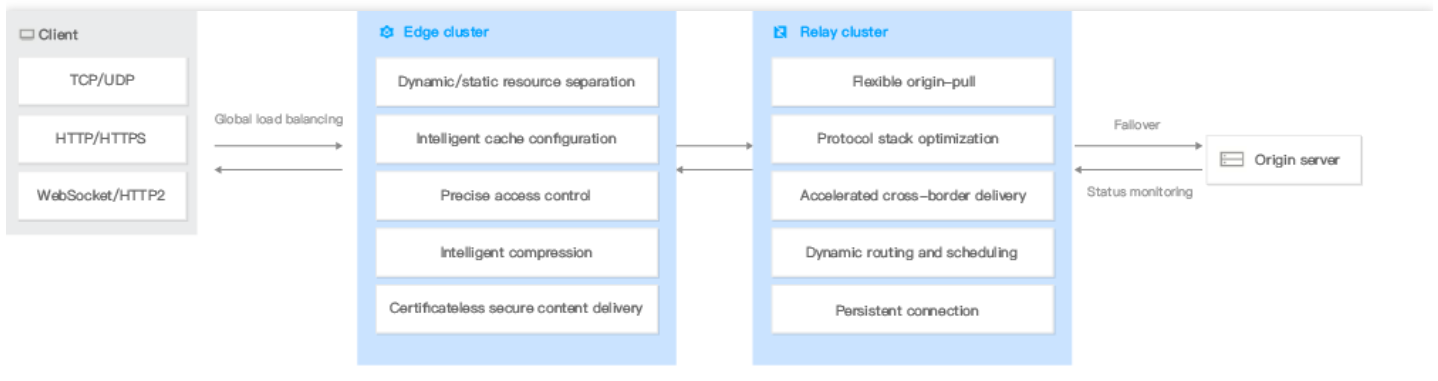 Client
TCP/UDP
HTTP/HTTPS
WebSocket/HTTP2
Global load balancing
Edge cluster
Dynamic/static resource separation
Intelligent cache configuration
Precise access control
Intelligent compression
Certificateless secure content delivery
Relay cluster
Flexible origin-pull
Protocol stack optimization
Accelerated cross-border delivery
Dynamic routing and scheduling
Persistent connection
Failover
Status monitoring
Origin server